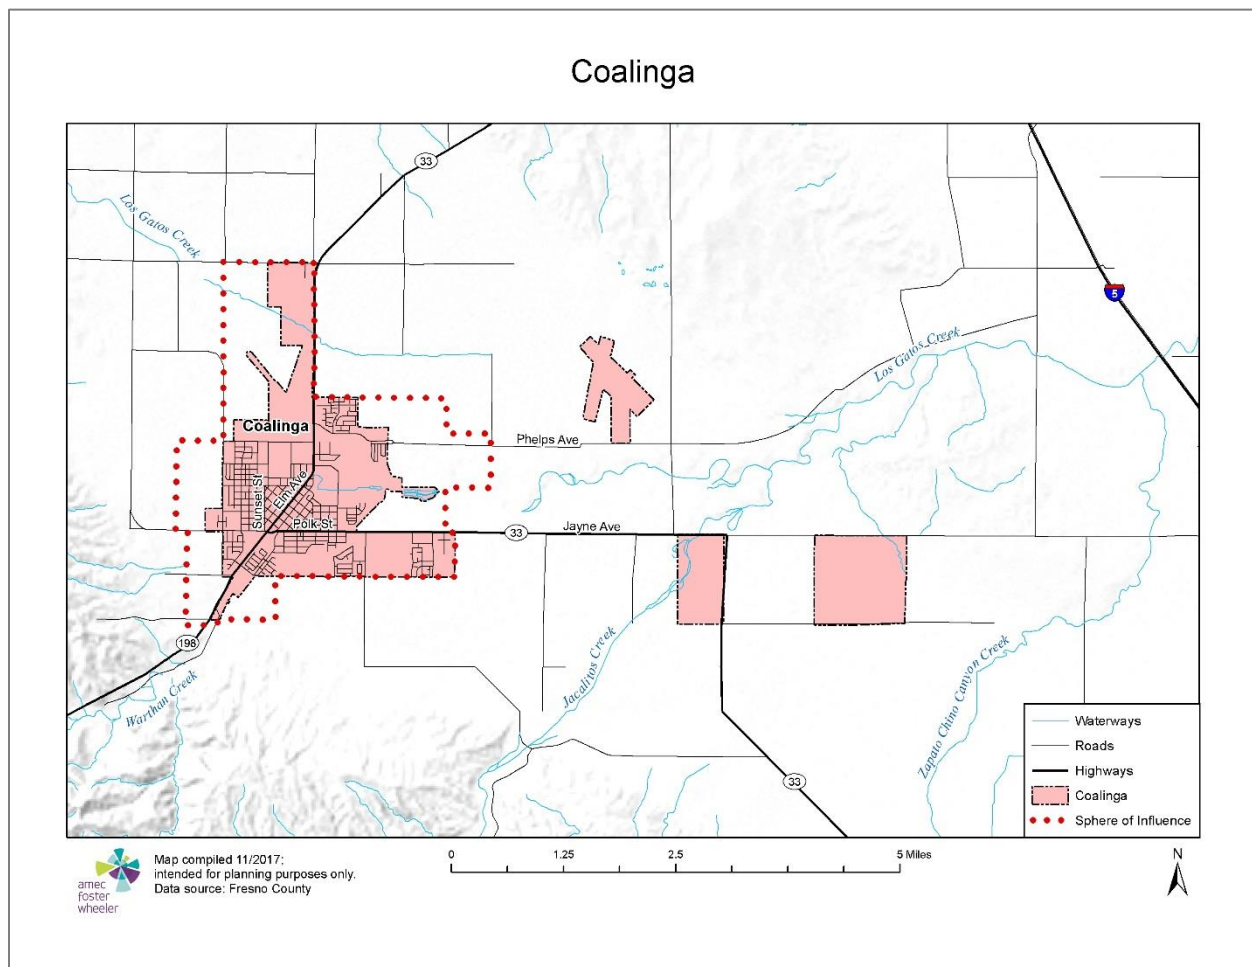 Coalinga
33
Los Gatos Creek
5
Los Gatos Creek
Coalinga
Phelps Ave
Sunset St
Elm Ave
Polk St
Jayne Ave
33
198
Warthan Creek
Jacalitos Creek
Zapato Chino Canyon Creek
33
Waterways
Roads
Highways
Coalinga
Sphere of Influence
amec
foster
wheeler
Map compiled 11/2017;
intended for planning purposes only.
Data source: Fresno County
0 1.25 2.5 5 Miles
N